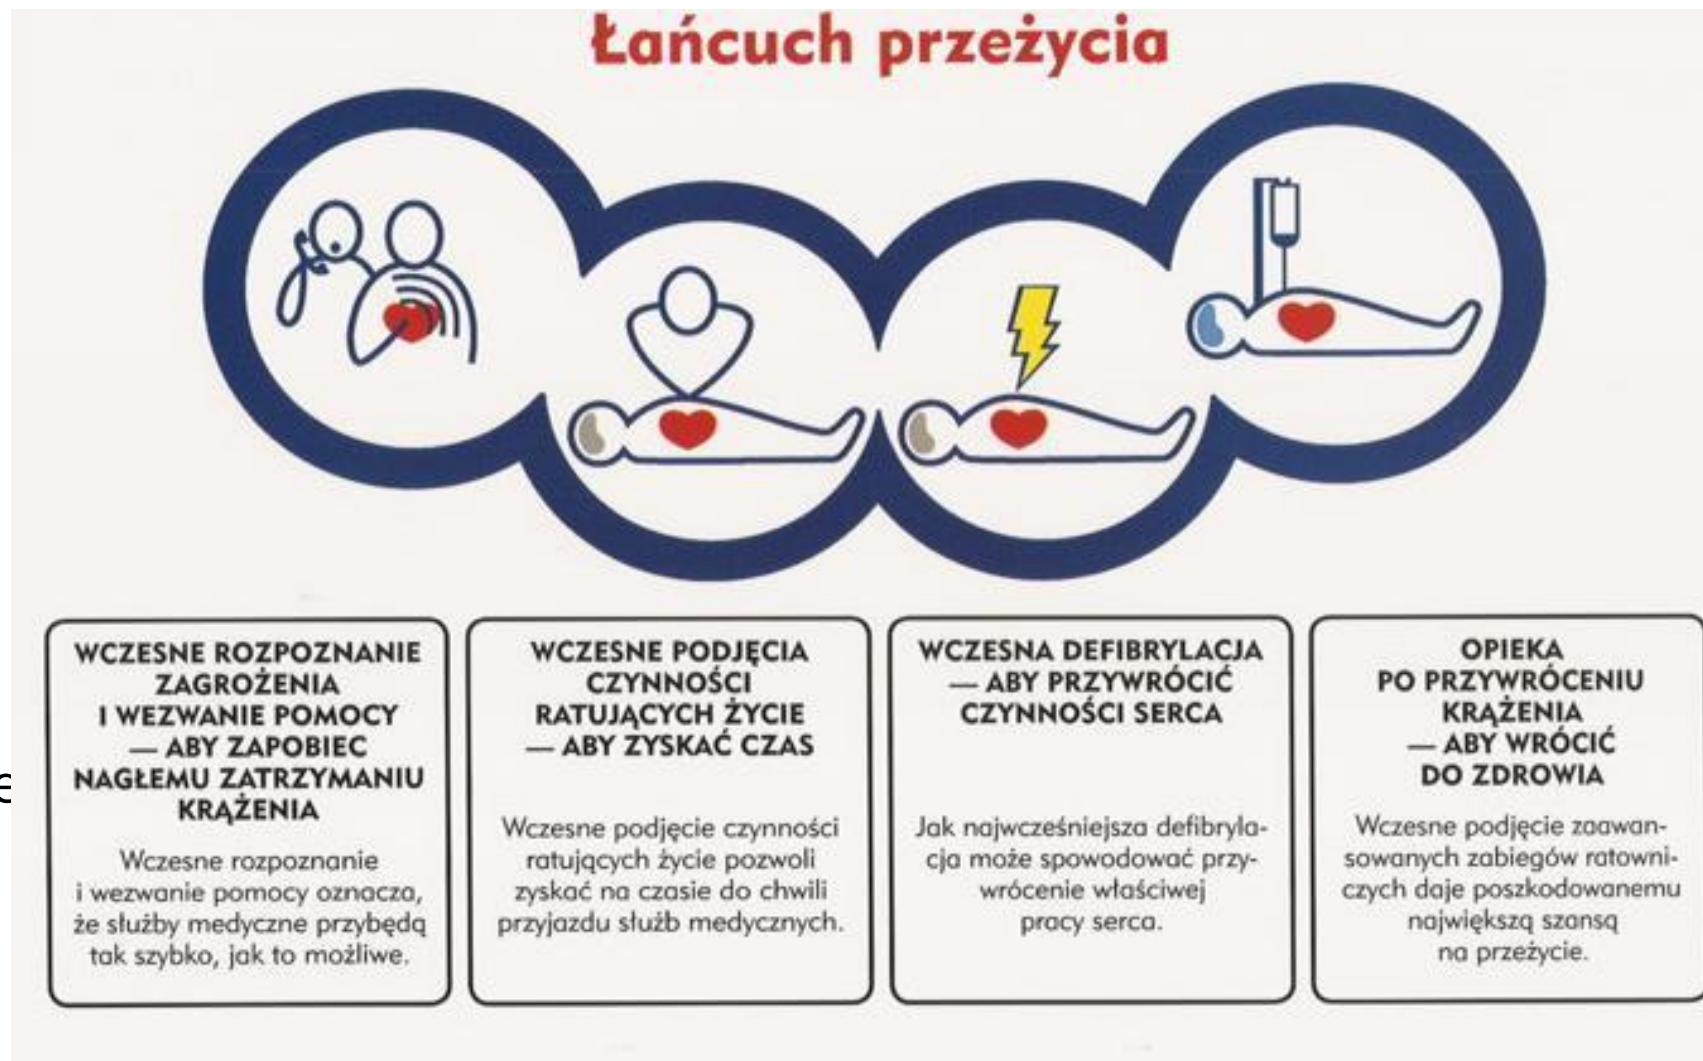 Łańcuch przeżycia
WCZESNE ROZPOZNANIE
ZAGROŻENIA
I WEZWANIE POMOCY
— ABY ZAPOBIEC
NAGŁEMU ZATRZYMANIU
KRĄŻENIA
Wczesne rozpoznanie
i wezwanie pomocy oznacza,
że służby medyczne przybędą
tak szybko, jak to możliwe.
WCZESNE PODJĘCIA
CZYNNOŚCI
RATUJĄCYCH ŻYCIE
— ABY ZYSKAĆ CZAS
Wczesne podjęcie czynności
ratujących życie pozwoli
zyskać na czasie do chwili
przyjazdu służb medycznych.
WCZESNA DEFIBRYLACJA
— ABY PRZYWRÓCIĆ
CZYNNOŚCI SERCA
Jak najwcześniejsza defibryla-
cja może spowodować przy-
wrócenie właściwej
pracy serca.
OPIEKA
PO PRZYWRÓCENIU
KRĄŻENIA
— ABY WRÓCIĆ
DO ZDROWIA
Wczesne podjęcie zaawan-
sowanych zabiegów ratowni-
czych daje poszkodowanemu
największą szansą
na przeżycie.